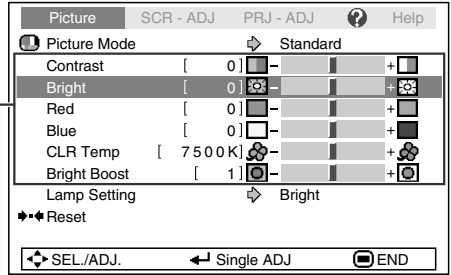 Picture SCR - ADJ PRJ - ADJ ? Help
Picture Mode Standard
Contrast [ 0 ] - +
Bright [ 0 ] - +
Red [ 0 ] - +
Blue [ 0 ] - +
CLR Temp [ 7500K ] - +
Bright Boost [ 1 ] - +
Lamp Setting Bright
Reset
SEL./ADJ. Single ADJ END